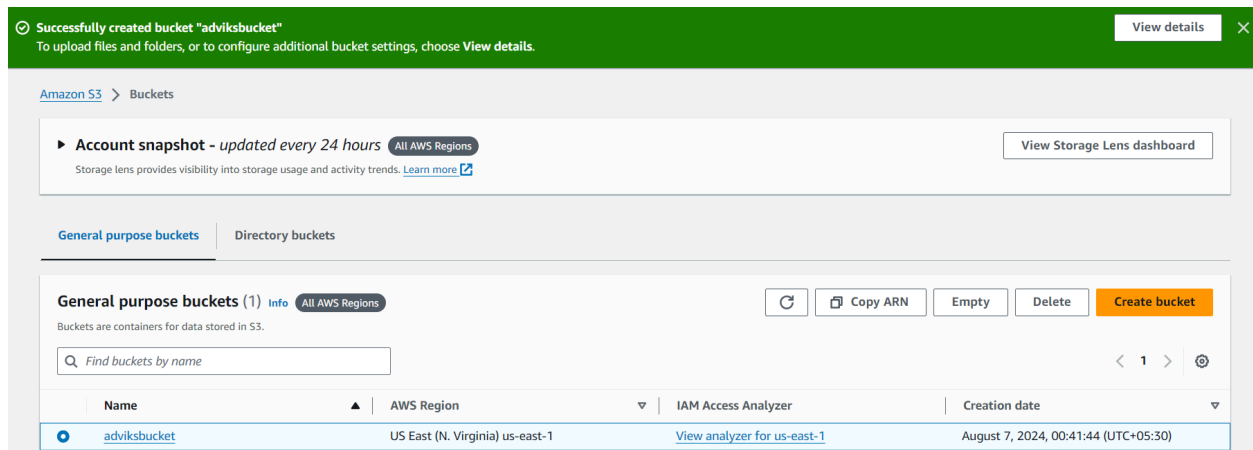 Successfully created bucket "adviksbucket"
View details
To upload files and folders, or to configure additional bucket settings, choose View details.
Amazon S3 > Buckets
Account snapshot - updated every 24 hours All AWS Regions
View Storage Lens dashboard
Storage lens provides visibility into storage usage and activity trends. Learn more
General purpose buckets Directory buckets
General purpose buckets (1) Info All AWS Regions
Copy ARN Empty Delete Create bucket
Buckets are containers for data stored in S3.
Find buckets by name
< 1 >
Name AWS Region IAM Access Analyzer Creation date
adviksbucket US East (N. Virginia) us-east-1 View analyzer for us-east-1 August 7, 2024, 00:41:44 (UTC+05:30)